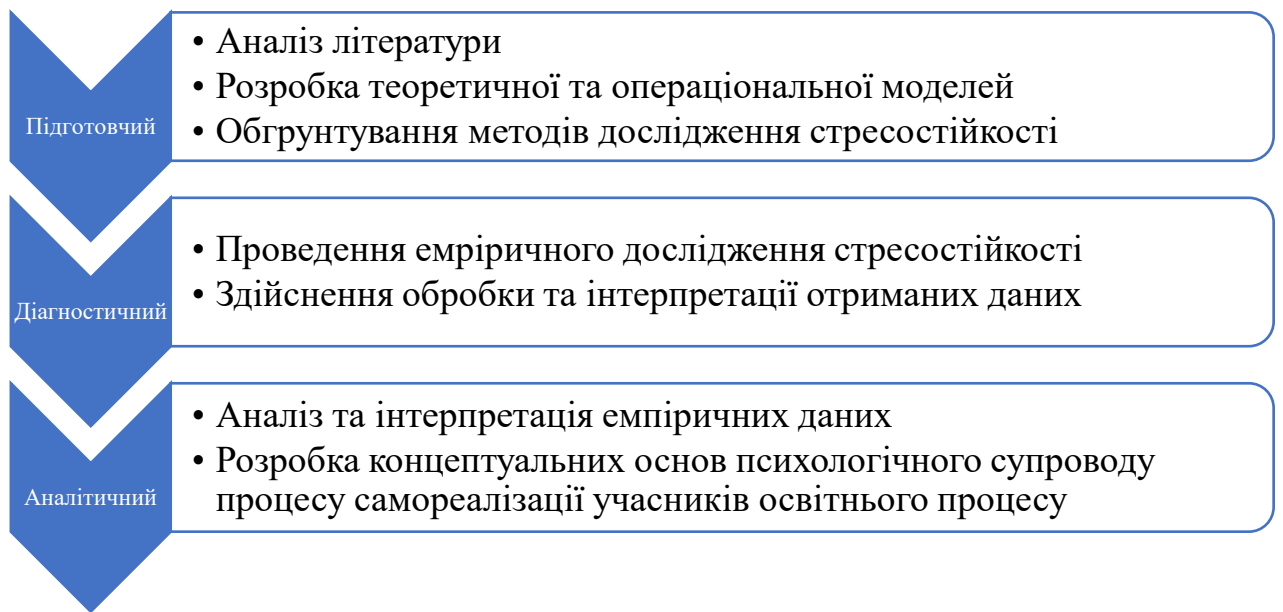 Підготовчий
• Аналіз літератури
• Розробка теоретичної та операціональної моделей
• Обгрунтування методів дослідження стресостійкості
Діагностичний
• Проведення емріричного дослідження стресостійкості
• Здійснення обробки та інтерпретації отриманих даних
Аналітичний
• Аналіз та інтерпретація емпіричних даних
• Розробка концептуальних основ психологічного супроводу
процесу самореалізації учасників освітнього процесу